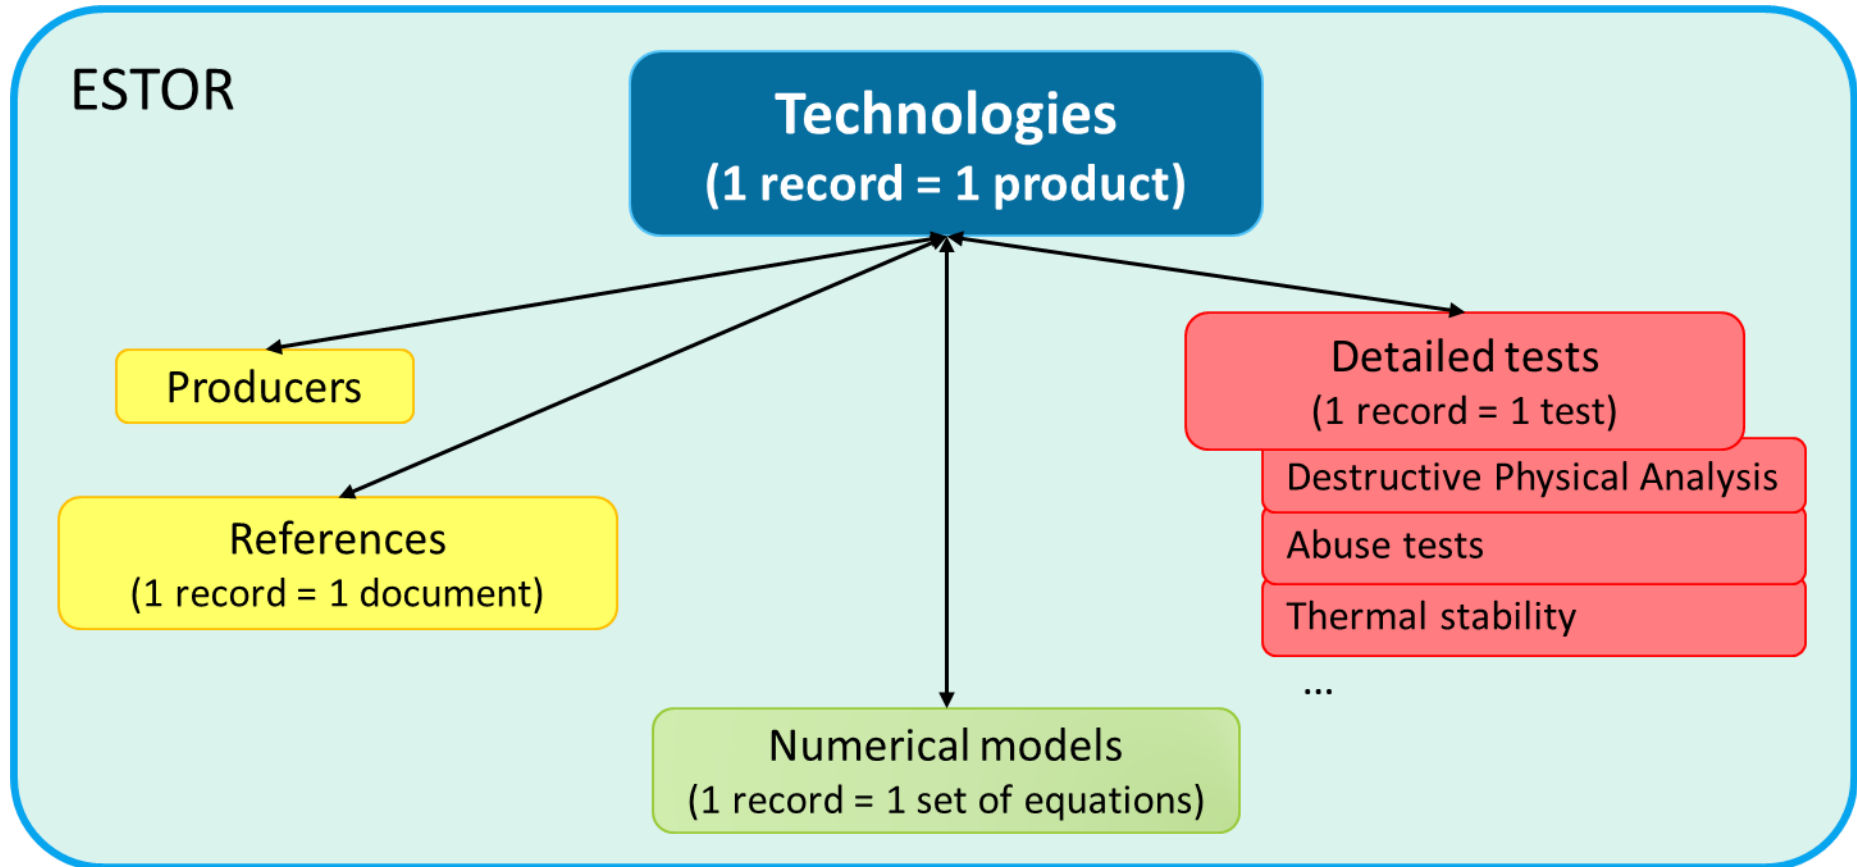 ESTOR
Technologies
(1 record = 1 product)
Producers
References
(1 record = 1 document)
Numerical models
(1 record = 1 set of equations)
Detailed tests
(1 record = 1 test)
Destructive Physical Analysis
Abuse tests
Thermal stability
...